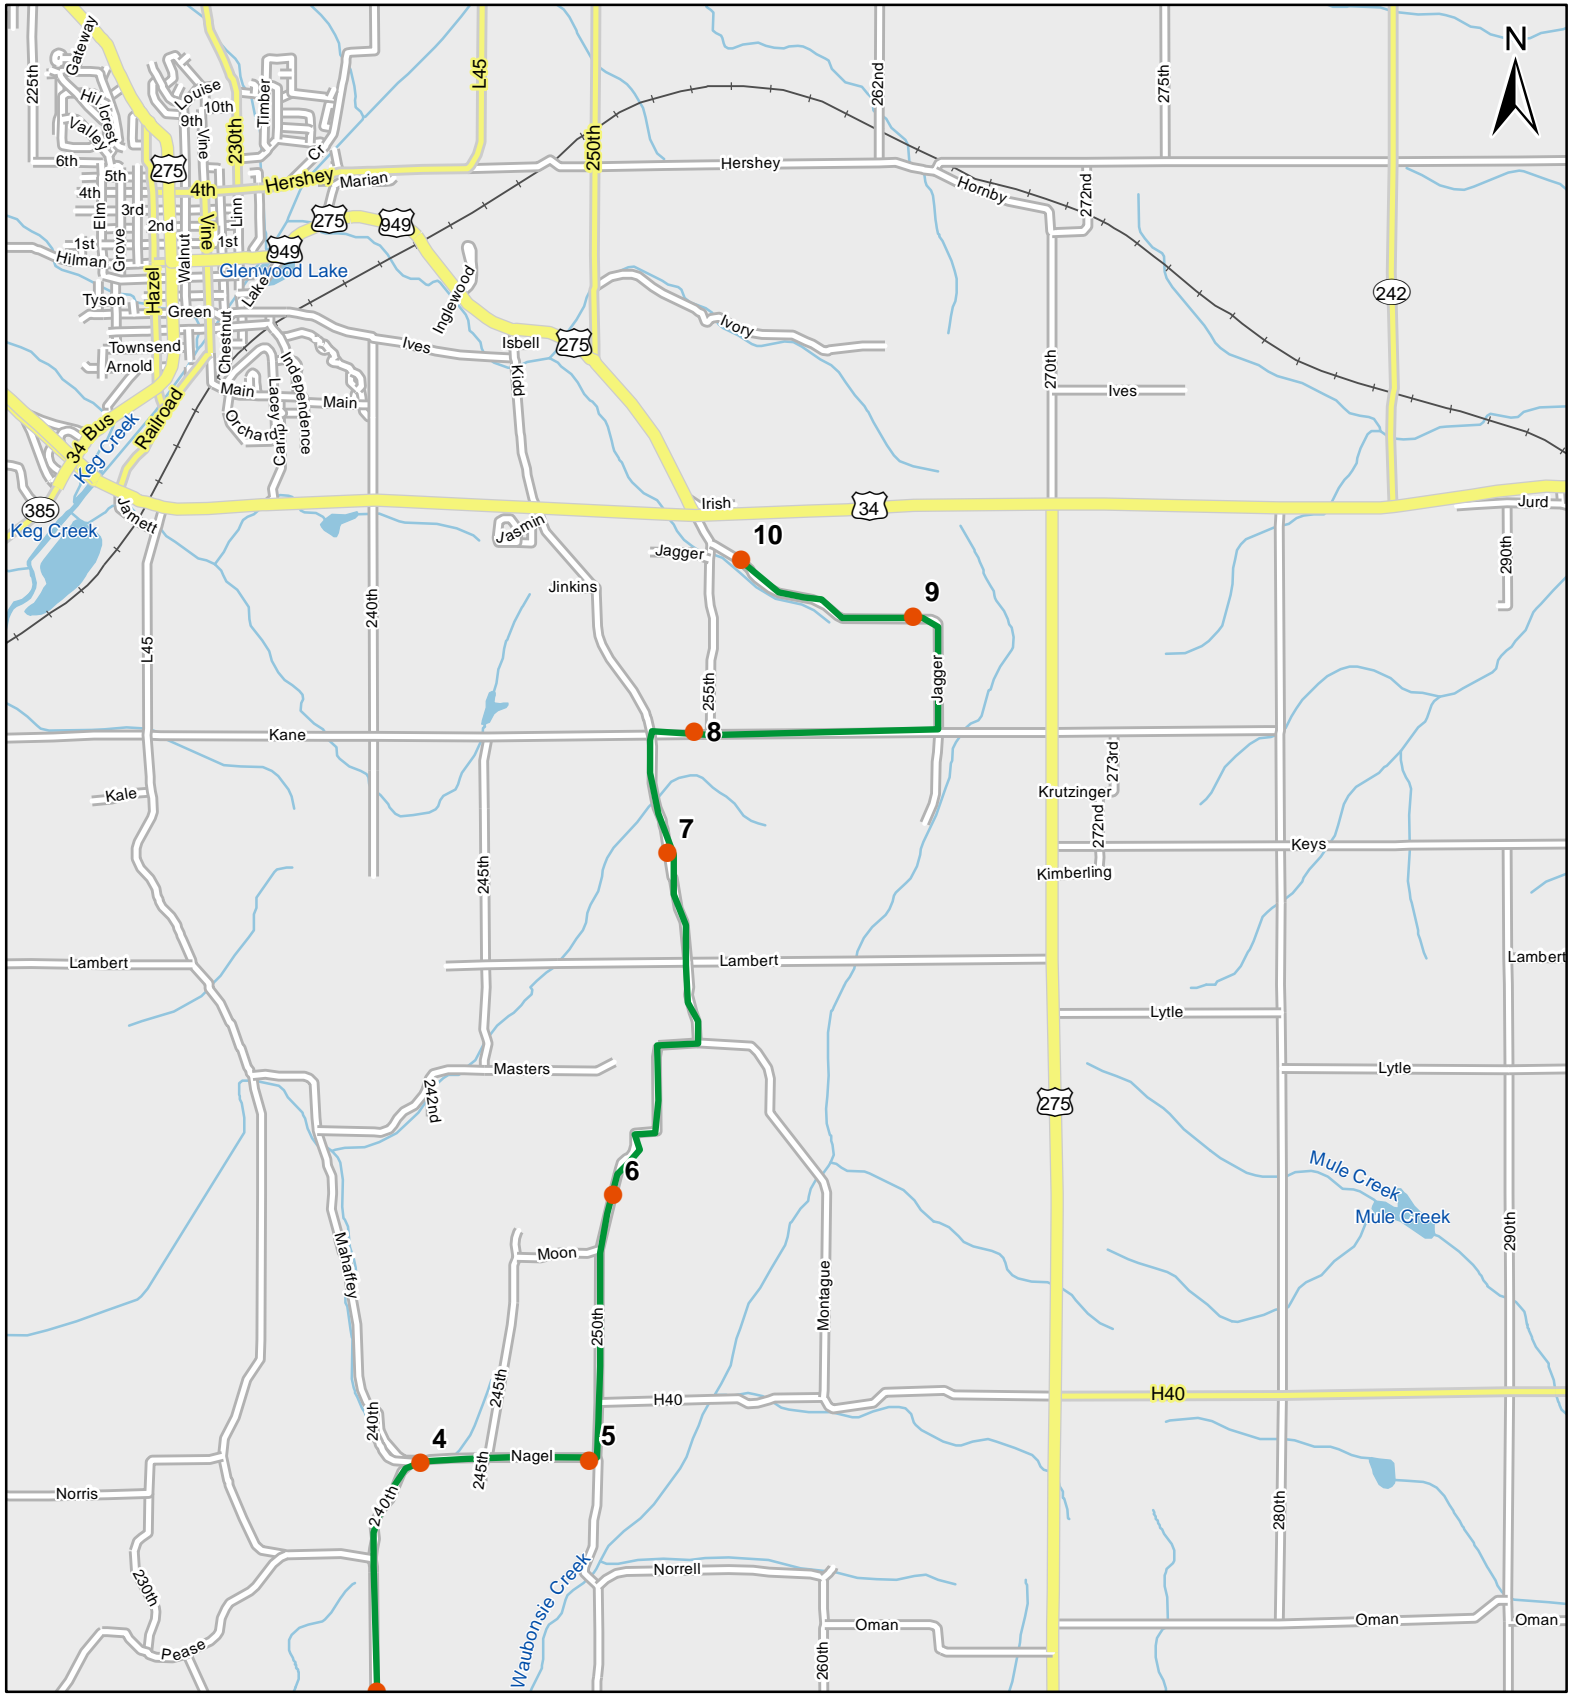 N
225th
Gateway
L45
262nd
275th
Hillcrest
Louise
10th
Timber
9th
Valley
Vine
230th
250th
Cr
6th
275
Hershey
5th
4th
Hershey
Marian
Hornby
272nd
4th
Elm
3rd
Vine
Linn
2nd
275
949
Grove
1st
Walnut
1st
949
Hilman
Glenwood Lake
Hazel
Lake
Inglewood
242
Tyson
Green
Ivory
Chestnut
Townsend
Ives
Isbell
275
Arnold
Independence
Kidd
270th
Main
Lacey
Main
Ives
34 Bus
Railroad
Orchard
Camp
Keg Creek
385
Jarnett
Irish
34
Jurd
Keg Creek
Jasmin
10
Jagger
290th
Jinkins
9
240th
L45
255th
Jagger
Kane
8
273rd
Kale
Krutzinger
7
272nd
Keys
245th
Kimberling
Lambert
Lambert
Lambert
Lytle
Masters
Lytle
242nd
275
6
Mule Creek
Mule Creek
Mahaffey
Moon
290th
Montague
250th
245th
H40
H40
240th
4
5
Nagel
245th
Norris
240th
280th
230th
Waubonsie Creek
Norrell
Oman
Oman
Oman
Pease
260th